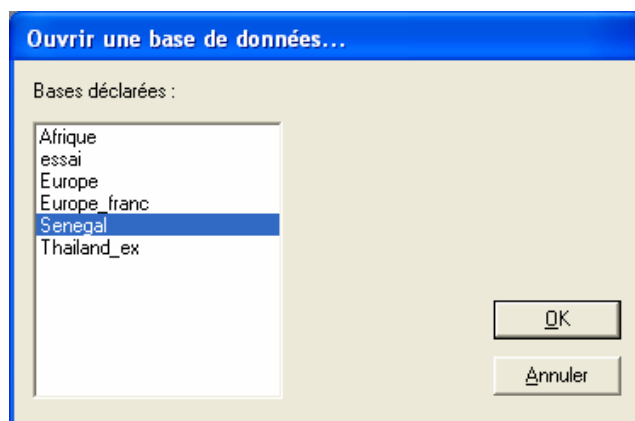 Ouvrir une base de données...
Bases déclarées :
Afrique
essai
Europe
Europe_franc
Senegal
Thailand_ex
OK
Annuler